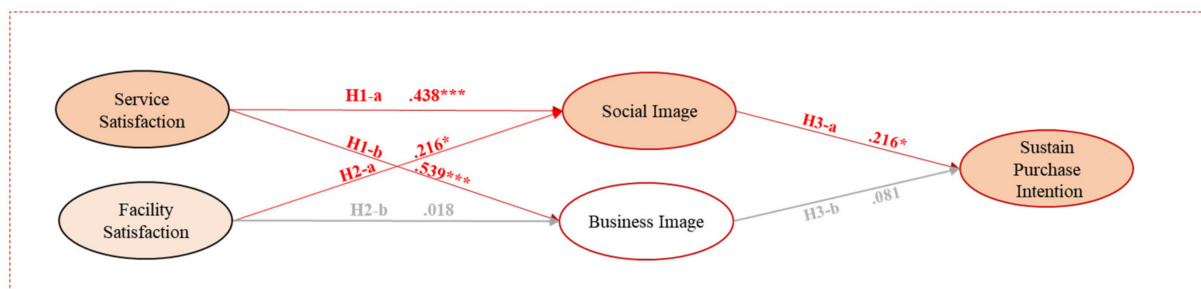 Service
Satisfaction
H1-a .438***
Social Image
H1-b
.539***
H2-a
.216*
H3-a .216*
Sustain
Purchase
Intention
Facility
Satisfaction
H2-b .018
Business Image
H3-b .081